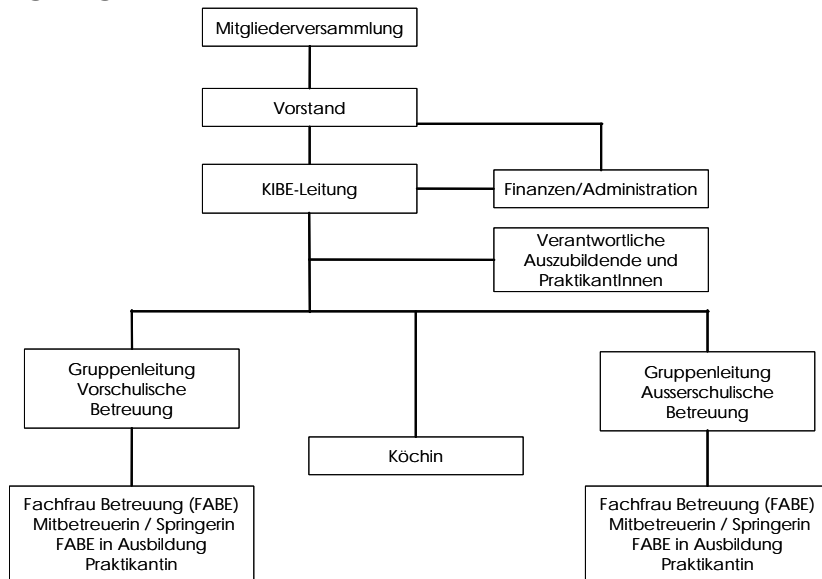 Mitgliederversammlung
Vorstand
KIBE-Leitung
Finanzen/Administration
Verantwortliche
Auszubildende und
PraktikantInnen
Gruppenleitung
Vorschulische
Betreuung
Gruppenleitung
Ausserschulische
Betreuung
Köchin
Fachfrau Betreuung (FABE)
Mitbetreuerin / Springerin
FABE in Ausbildung
Praktikantin
Fachfrau Betreuung (FABE)
Mitbetreuerin / Springerin
FABE in Ausbildung
Praktikantin